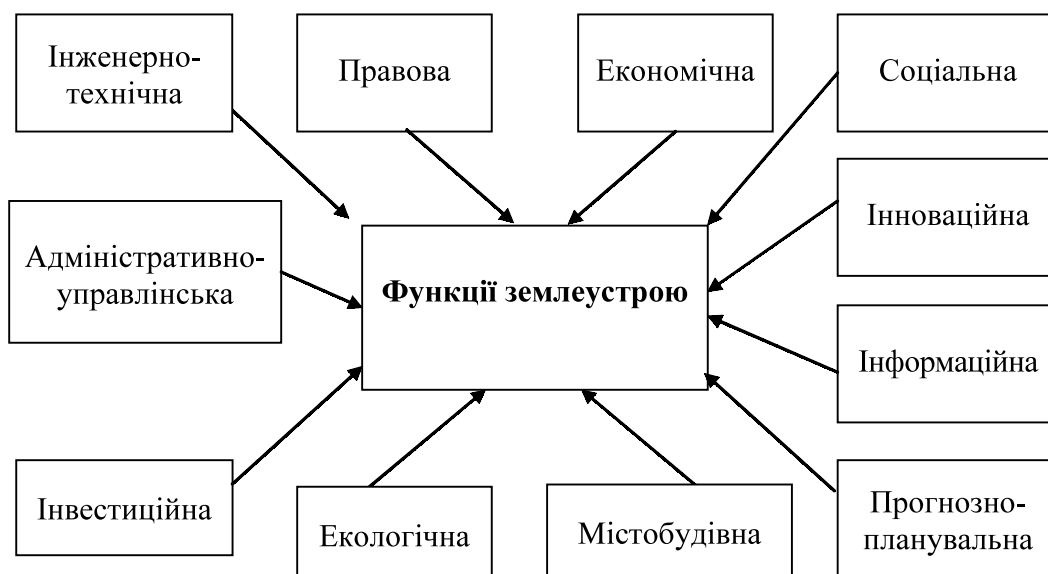 Інженерно-
технічна
Правова
Економічна
Соціальна
Інноваційна
Адміністративно-
управлінська
Функції землеустрою
Інформаційна
Інвестиційна
Екологічна
Містобудівна
Прогнозно-
планувальна